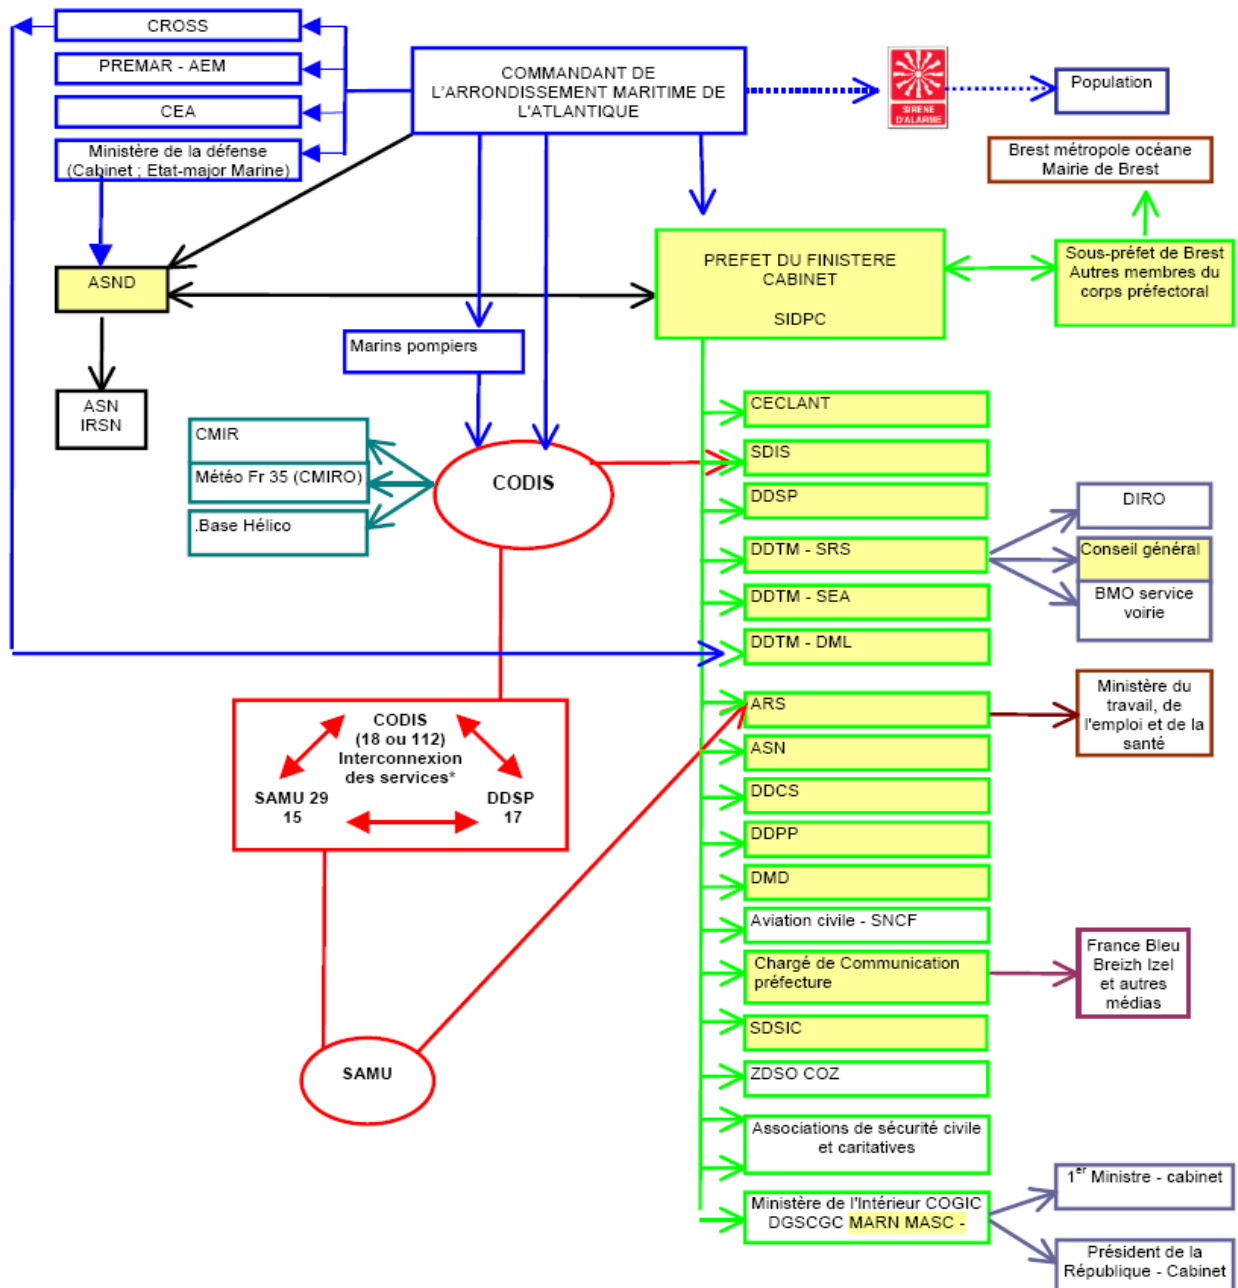 CROSS
PREMAR - AEM
CEA
Ministère de la défense
(Cabinet ; Etat-major Marine)
COMMANDANT DE
L'ARRONDISSEMENT MARITIME DE
L'ATLANTIQUE
SIRENE
D'ALARME
Population
Brest métropole océane
Mairie de Brest
ASND
PREFET DU FINISTERE
CABINET
SIDPC
Sous-préfet de Brest
Autres membres du
corps préfectoral
Marins pompiers
ASN
IRSN
CMIR
Météo Fr 35 (CMIRO)
.Base Hélico
CODIS
CECLANT
SDIS
DDSP
DDTM - SRS
DDTM - SEA
DDTM - DML
DIRO
Conseil général
BMO service
voirie
CODIS
(18 ou 112)
Interconnexion
des services*
SAMU 29
15
DDSP
17
ARS
ASN
DDCS
DDPP
DMD
Aviation civile - SNCF
Chargé de Communication
préfecture
SDSIC
ZDSO COZ
Associations de sécurité civile
et caritatives
Ministère de l'Intérieur COGIC
DGSCGC MARN MASC -
Ministère du
travail, de
l'emploi et de la
santé
France Bleu
Breizh Izel
et autres
médias
SAMU
1er Ministre - cabinet
Président de la
République - Cabinet